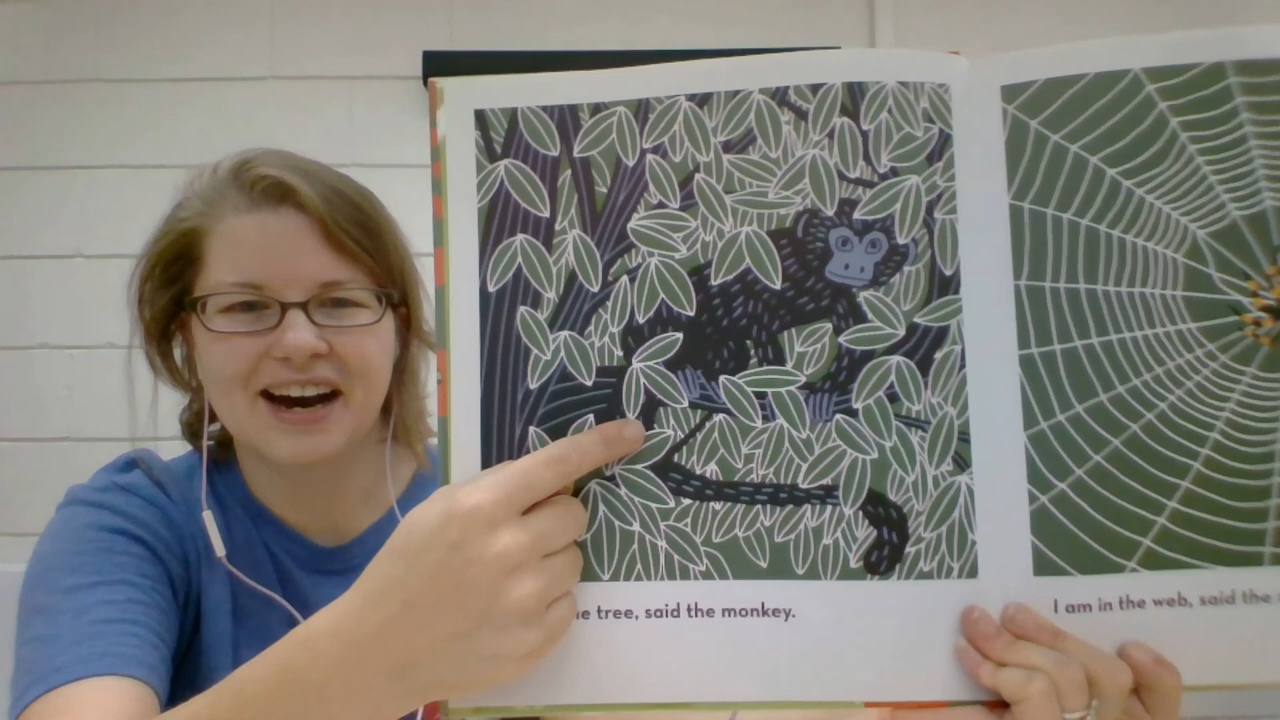 tree, said the monkey.
I am in the web, said the